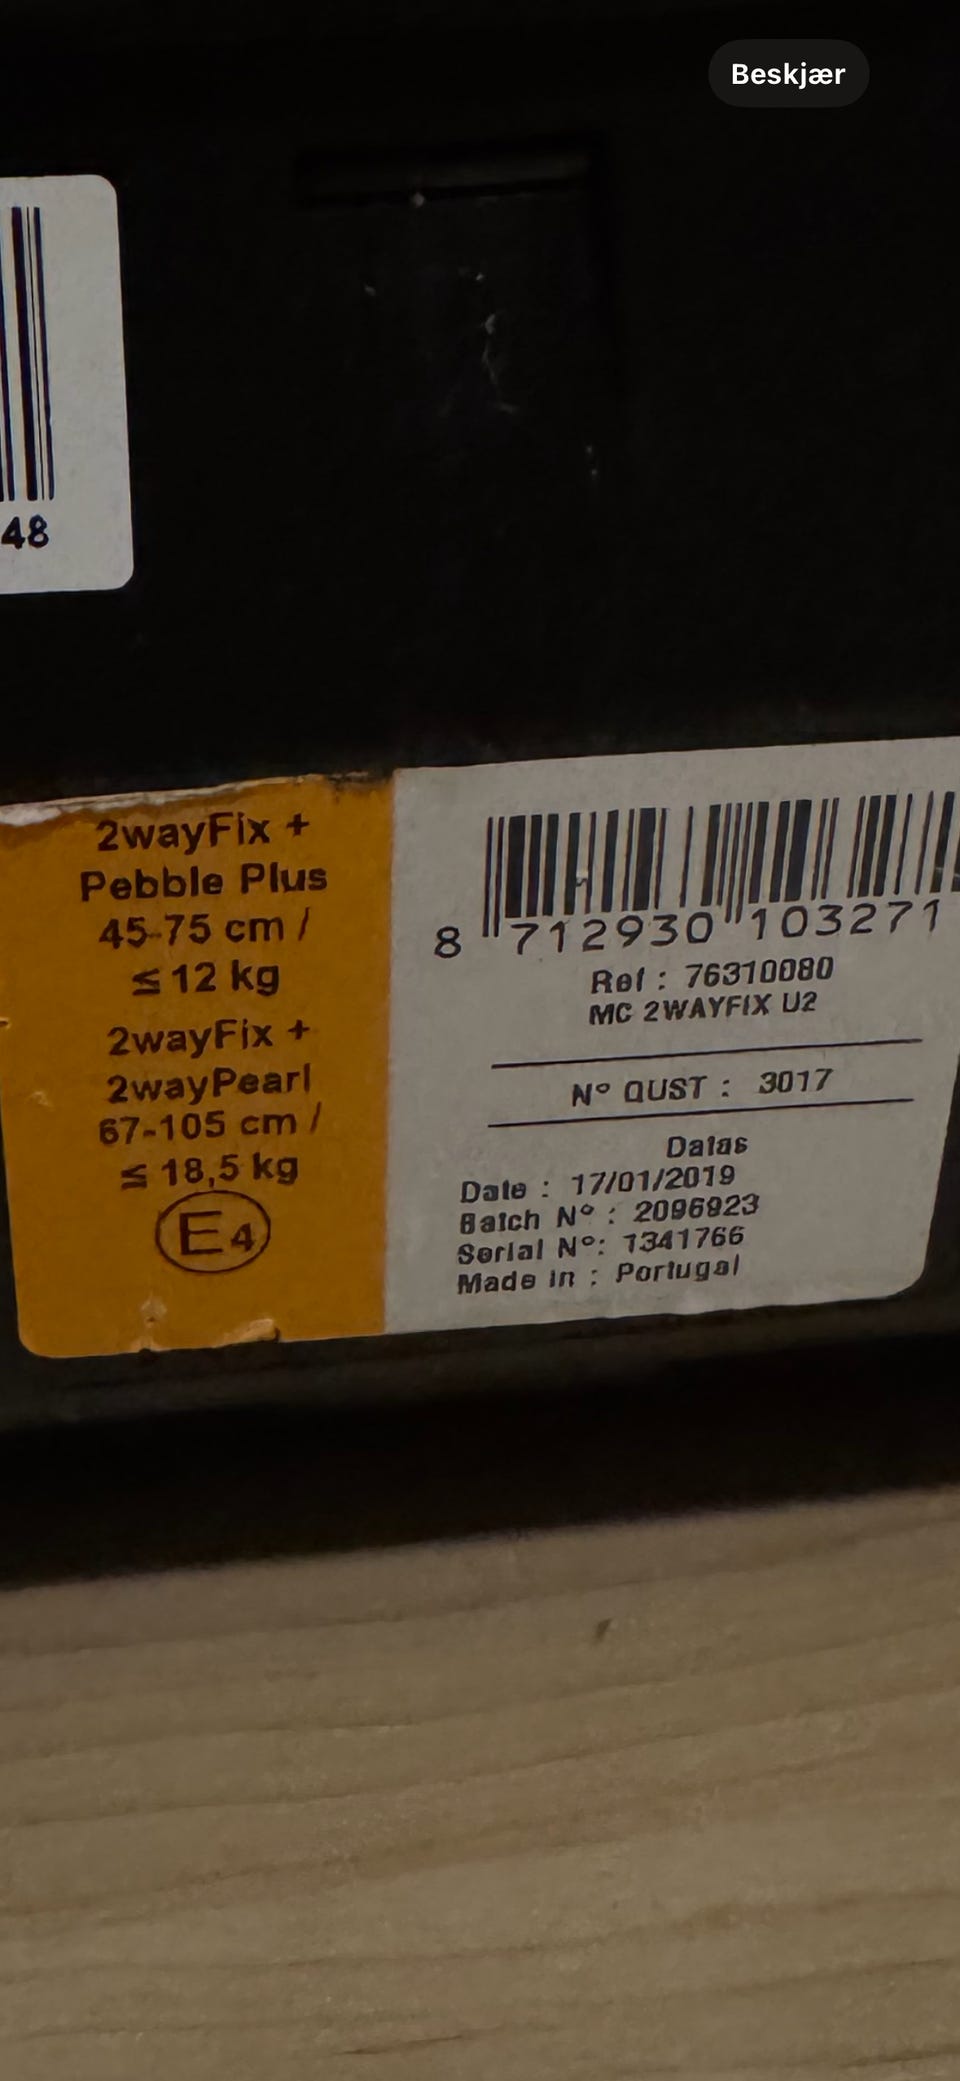 Beskjær
48
2wayFix +
Pebble Plus
45-75 cm /
≤ 12 kg
2wayFix +
2wayPearl
67-105 cm /
≤ 18,5 kg
E4
8 712930 103271
Ref : 76310080
MC 2WAYFIX U2
N° QUST : 3017
Datas
Date : 17/01/2019
Batch N° : 2096923
Serial N°: 1341766
Made in : Portugal